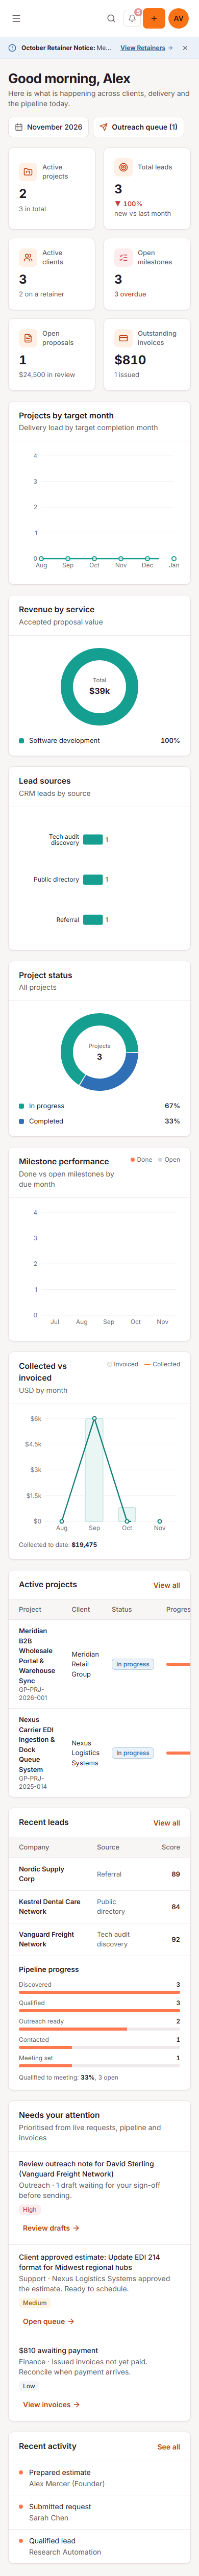 8
+
AV
October Retainer Notice: Me... View Retainers → ×
Good morning, Alex
Here is what is happening across clients, delivery and
the pipeline today.
November 2026
Outreach queue (1)
Active
projects
2
3 in total
Total leads
3
▼ 100%
new vs last month
Active
clients
3
2 on a retainer
Open
milestones
3
3 overdue
Open
proposals
1
$24,500 in review
Outstanding
invoices
$810
1 issued
Projects by target month
Delivery load by target completion month
4
3
2
1
0
Aug Sep Oct Nov Dec Jan
Revenue by service
Accepted proposal value
Total
$39k
Software development 100%
Lead sources
CRM leads by source
Tech audit
discovery
1
Public directory 1
Referral 1
Project status
All projects
Projects
3
In progress 67%
Completed 33%
Milestone performance
Done Open
Done vs open milestones by
due month
4
3
2
1
0
Jul Aug Sep Oct Nov
Collected vs
invoiced
Invoiced Collected
USD by month
$6k
$4.5k
$3k
$1.5k
$0
Aug Sep Oct Nov
Collected to date: $19,475
Active projects View all
Project Client Status Progres
Meridian
B2B
Wholesale
Portal &
Warehouse
Sync
GP-PRJ-
2026-001
Meridian
Retail
Group
In progress
Nexus
Carrier EDI
Ingestion &
Dock
Queue
System
GP-PRJ-
2025-014
Nexus
Logistics
Systems
In progress
Recent leads View all
Company Source Score
Nordic Supply
Corp
Referral
89
Kestrel Dental Care
Network
Public
directory
84
Vanguard Freight
Network
Tech audit
discovery
92
Pipeline progress
Discovered 3
Qualified 3
Outreach ready 2
Contacted 1
Meeting set 1
Qualified to meeting: 33%, 3 open
Needs your attention
Prioritised from live requests, pipeline and
invoices
Review outreach note for David Sterling
(Vanguard Freight Network)
Outreach · 1 draft waiting for your sign-off
before sending.
High
Review drafts →
Client approved estimate: Update EDI 214
format for Midwest regional hubs
Support · Nexus Logistics Systems approved
the estimate. Ready to schedule.
Medium
Open queue →
$810 awaiting payment
Finance · Issued invoices not yet paid.
Reconcile when payment arrives.
Low
View invoices →
Recent activity See all
Prepared estimate
Alex Mercer (Founder)
Submitted request
Sarah Chen
Qualified lead
Research Automation